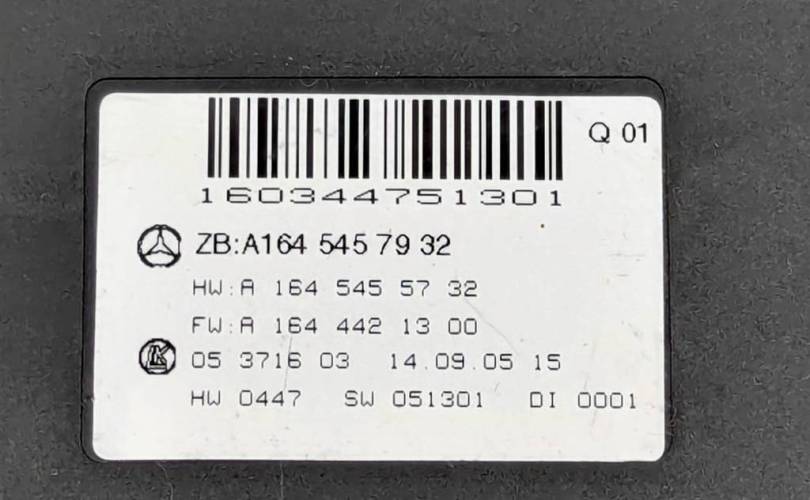 Q 01
160344751301
ZB:A164 545 79 32
HW:A 164 545 57 32
FW:A 164 442 13 00
05 3716 03 14.09.05 15
HW 0447 SW 051301 DI 0001